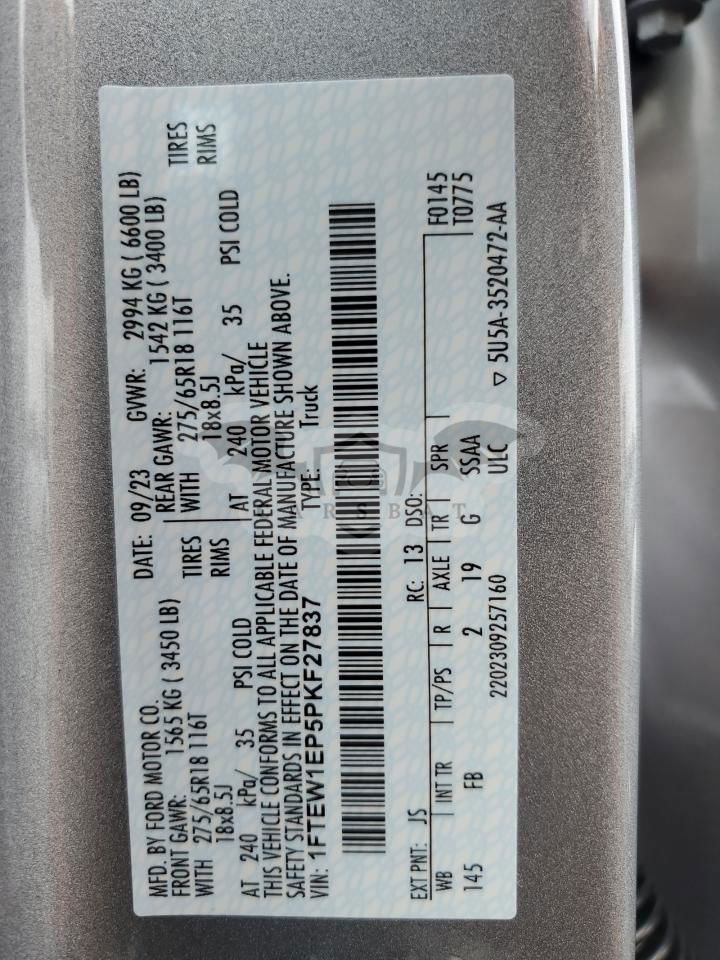 MFD. BY FORD MOTOR CO.
DATE: 09/23 GVWR: 2994 KG ( 6600 LB)
FRONT GAWR: 1565 KG ( 3450 LB)
REAR GAWR: 1542 KG ( 3400 LB)
WITH 275/65R18 116T TIRES
WITH 275/65R18 116T TIRES
18x8.5J RIMS
18x8.5J RIMS
AT 240 kPa/ 35 PSI COLD
AT 240 kPa/ 35 PSI COLD
THIS VEHICLE CONFORMS TO ALL APPLICABLE FEDERAL MOTOR VEHICLE
SAFETY STANDARDS IN EFFECT ON THE DATE OF MANUFACTURE SHOWN ABOVE.
VIN: 1FTEW1EP5PKF27837 TYPE: Truck
ARSBAT
EXT PNT: JS RC: 13 DSO: F0145
WB INT TR TP/PS R AXLE TR SPR T0775
145 FB 2 19 G SSAA
2202309257160 ULC ▽ 5U5A-3520472-AA